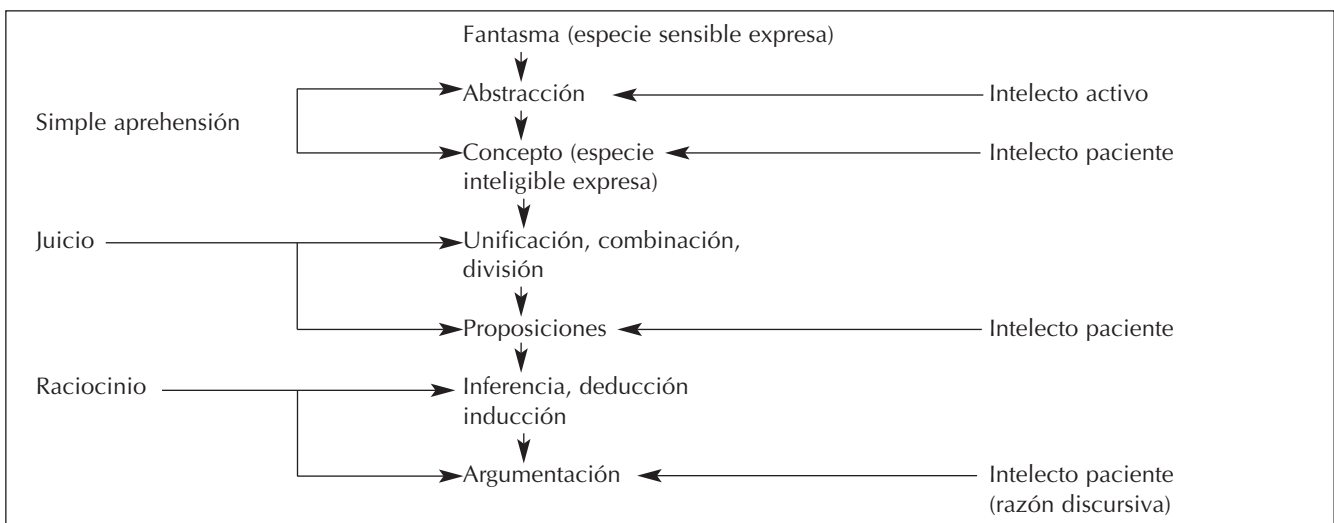 Fantasma (especie sensible expresa)
Abstracción
Intelecto activo
Simple aprehensión
Concepto (especie
inteligible expresa)
Intelecto paciente
Juicio
Unificación, combinación,
división
Proposiciones
Intelecto paciente
Raciocinio
Inferencia, deducción
inducción
Argumentación
Intelecto paciente
(razón discursiva)